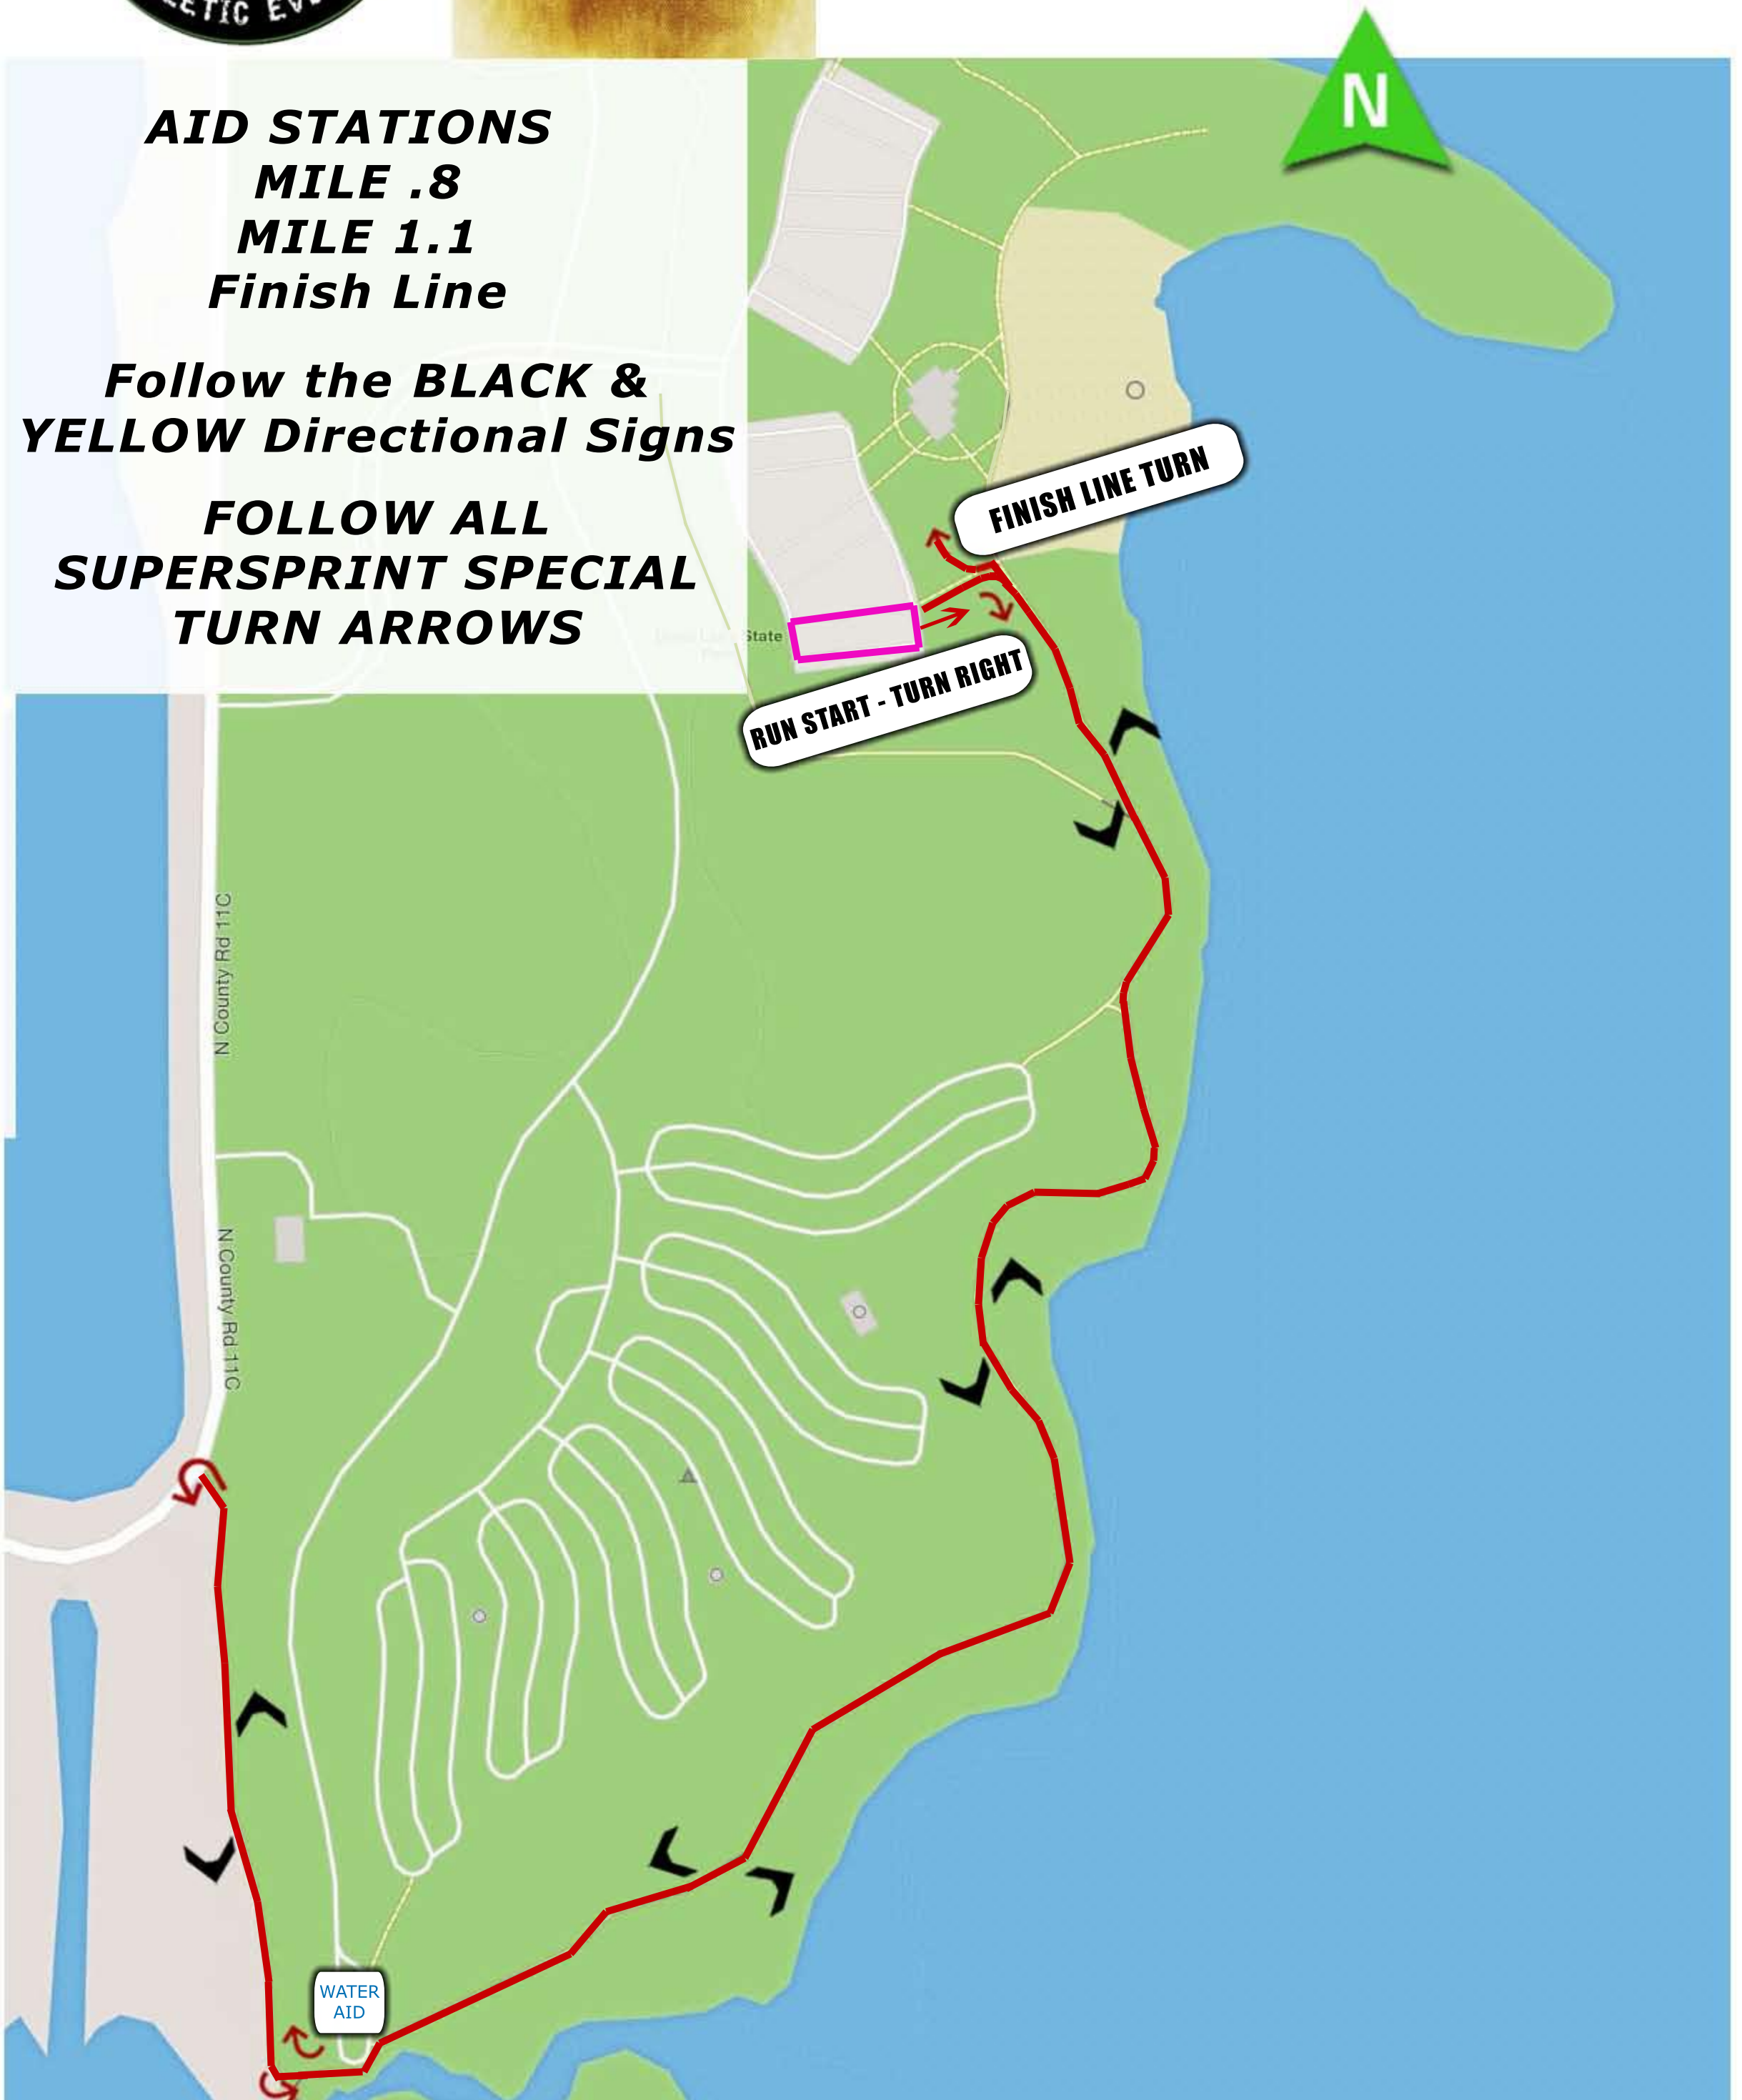 AID STATIONS
MILE .8
MILE 1.1
Finish Line
Follow the BLACK &
YELLOW Directional Signs
FOLLOW ALL
SUPERSPRINT SPECIAL
TURN ARROWS
N
FINISH LINE TURN
State
RUN START - TURN RIGHT
N County Rd 11C
N County Rd 11C
WATER
AID